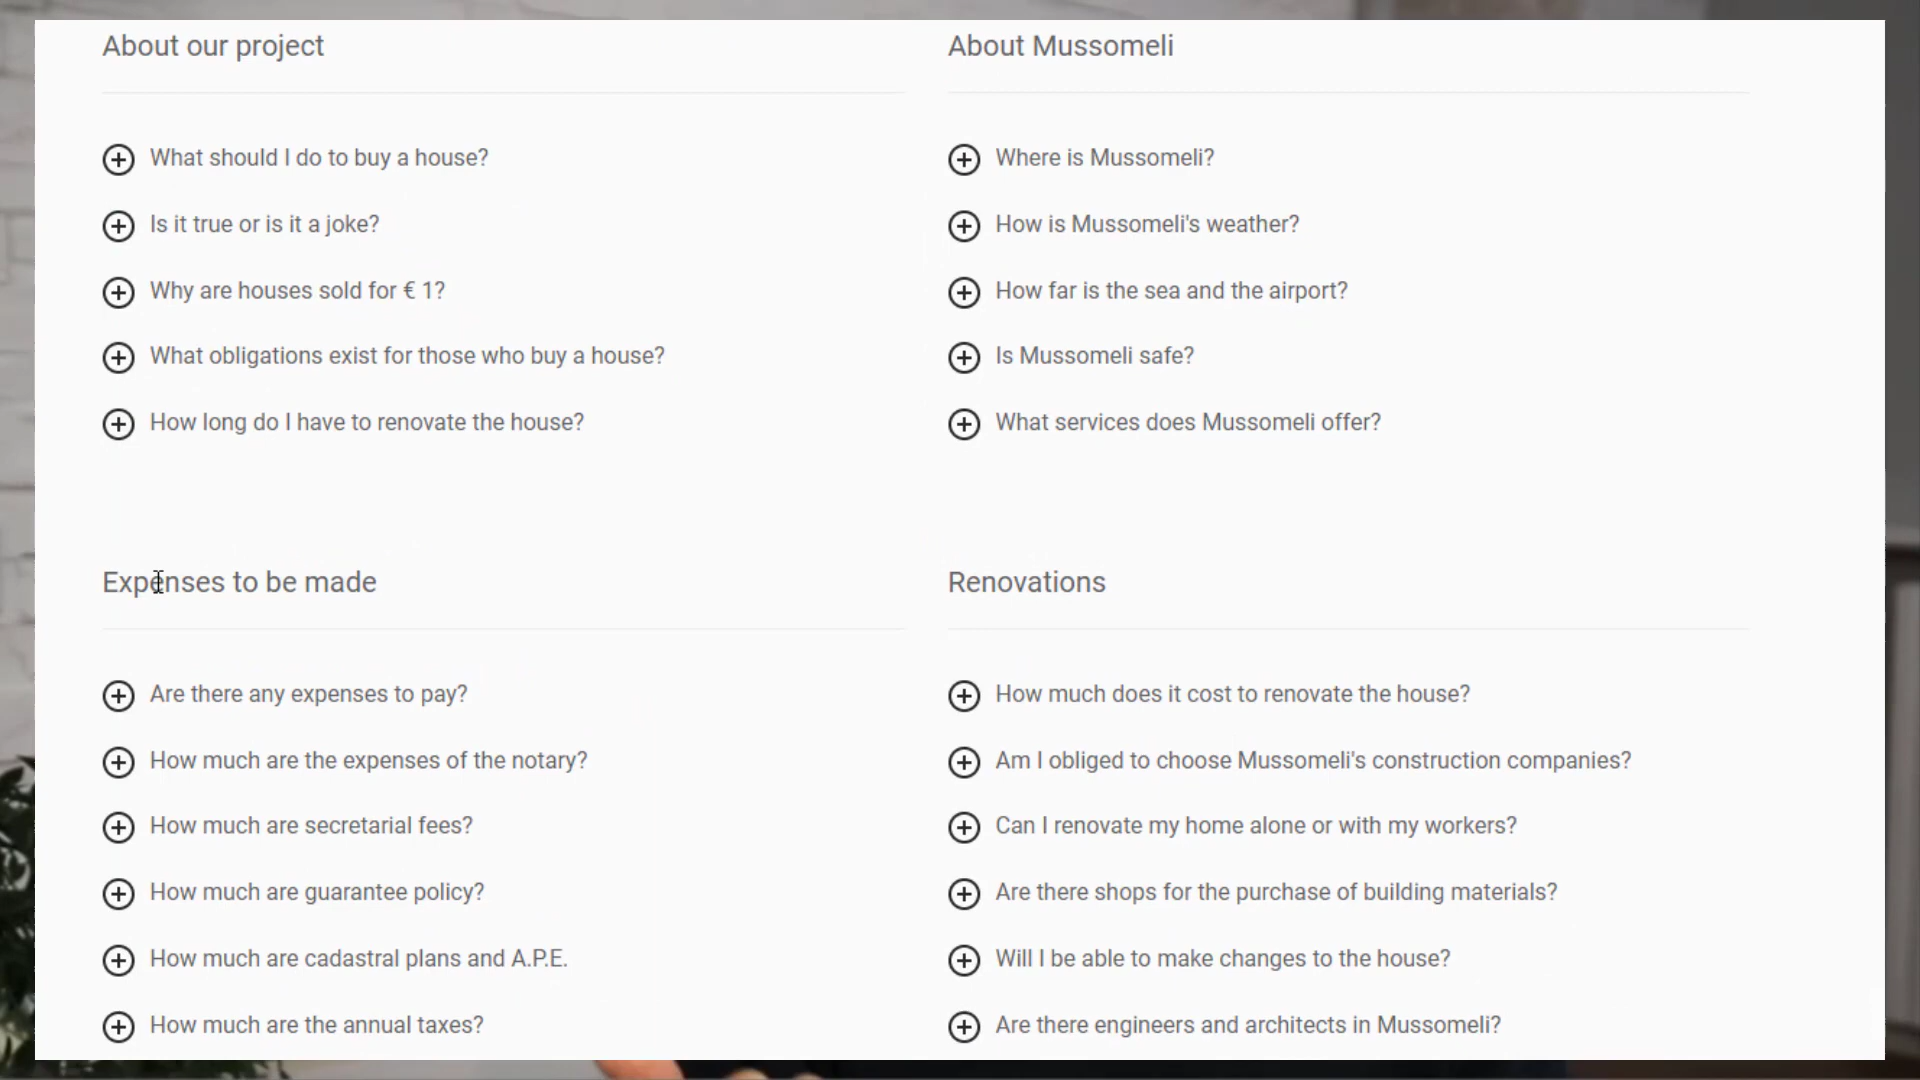 About our project
What should I do to buy a house?
Is it true or is it a joke?
Why are houses sold for € 1?
What obligations exist for those who buy a house?
How long do I have to renovate the house?
About Mussomeli
Where is Mussomeli?
How is Mussomeli's weather?
How far is the sea and the airport?
Is Mussomeli safe?
What services does Mussomeli offer?
Expenses to be made
Are there any expenses to pay?
How much are the expenses of the notary?
How much are secretarial fees?
How much are guarantee policy?
How much are cadastral plans and A.P.E.
How much are the annual taxes?
Renovations
How much does it cost to renovate the house?
Am I obliged to choose Mussomeli's construction companies?
Can I renovate my home alone or with my workers?
Are there shops for the purchase of building materials?
Will I be able to make changes to the house?
Are there engineers and architects in Mussomeli?